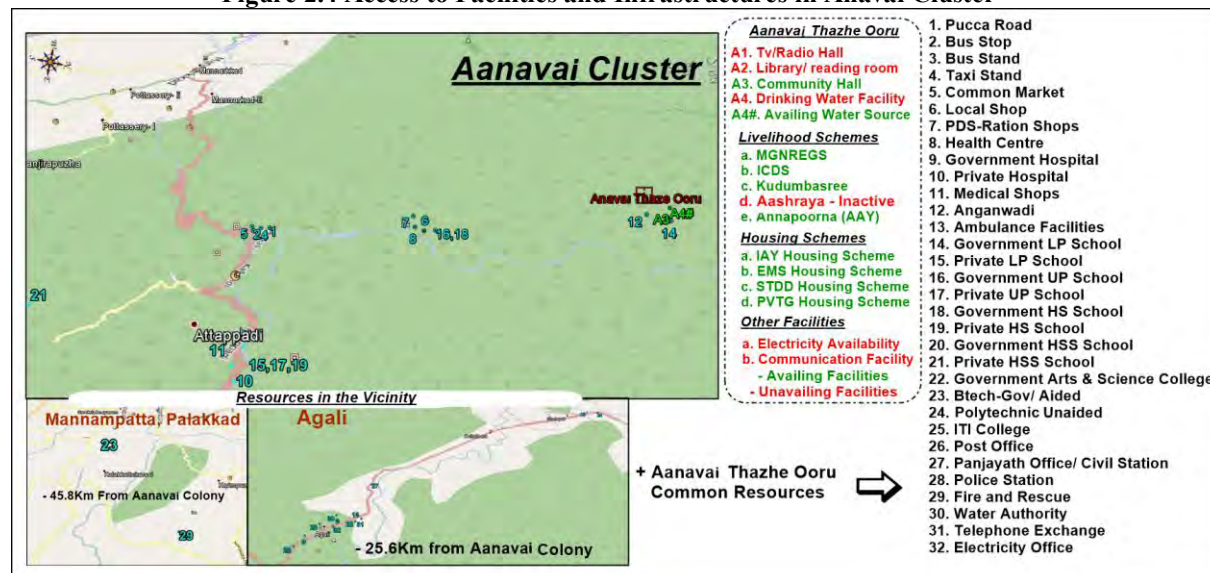 Figure 2.4 Access to Facilities and Infrastructures in Anavai Cluster
Aanavai Cluster
Mannarkkad
Pottassery- II
Mannarkad-II
Pottassery- I
anjirapuzha
Anavai Thaze Ooru
12
A3
A4#
14
7
6
8
16,18
5
24
1
21
Attappadi
11
15,17,19
10
Resources in the Vicinity
Mannampatta, Palakkad
23
- 45.8Km From Aanavai Colony
29
Agali
- 25.6Km from Aanavai Colony
Aanavai Thazhe Ooru
A1. Tv/Radio Hall
A2. Library/ reading room
A3. Community Hall
A4. Drinking Water Facility
A4#. Availing Water Source
Livelihood Schemes
a. MGNREGS
b. ICDS
c. Kudumbasree
d. Aashraya - Inactive
e. Annapoorna (AAY)
Housing Schemes
a. IAY Housing Scheme
b. EMS Housing Scheme
c. STDD Housing Scheme
d. PVTG Housing Scheme
Other Facilities
a. Electricity Availability
b. Communication Facility
- Availing Facilities
- Unavailing Facilities
+ Aanavai Thazhe Ooru
Common Resources
1. Pucca Road
2. Bus Stop
3. Bus Stand
4. Taxi Stand
5. Common Market
6. Local Shop
7. PDS-Ration Shops
8. Health Centre
9. Government Hospital
10. Private Hospital
11. Medical Shops
12. Anganwadi
13. Ambulance Facilities
14. Government LP School
15. Private LP School
16. Government UP School
17. Private UP School
18. Government HS School
19. Private HS School
20. Government HSS School
21. Private HSS School
22. Government Arts & Science College
23. Btech-Gov/ Aided
24. Polytechnic Unaided
25. ITI College
26. Post Office
27. Panjayath Office/ Civil Station
28. Police Station
29. Fire and Rescue
30. Water Authority
31. Telephone Exchange
32. Electricity Office